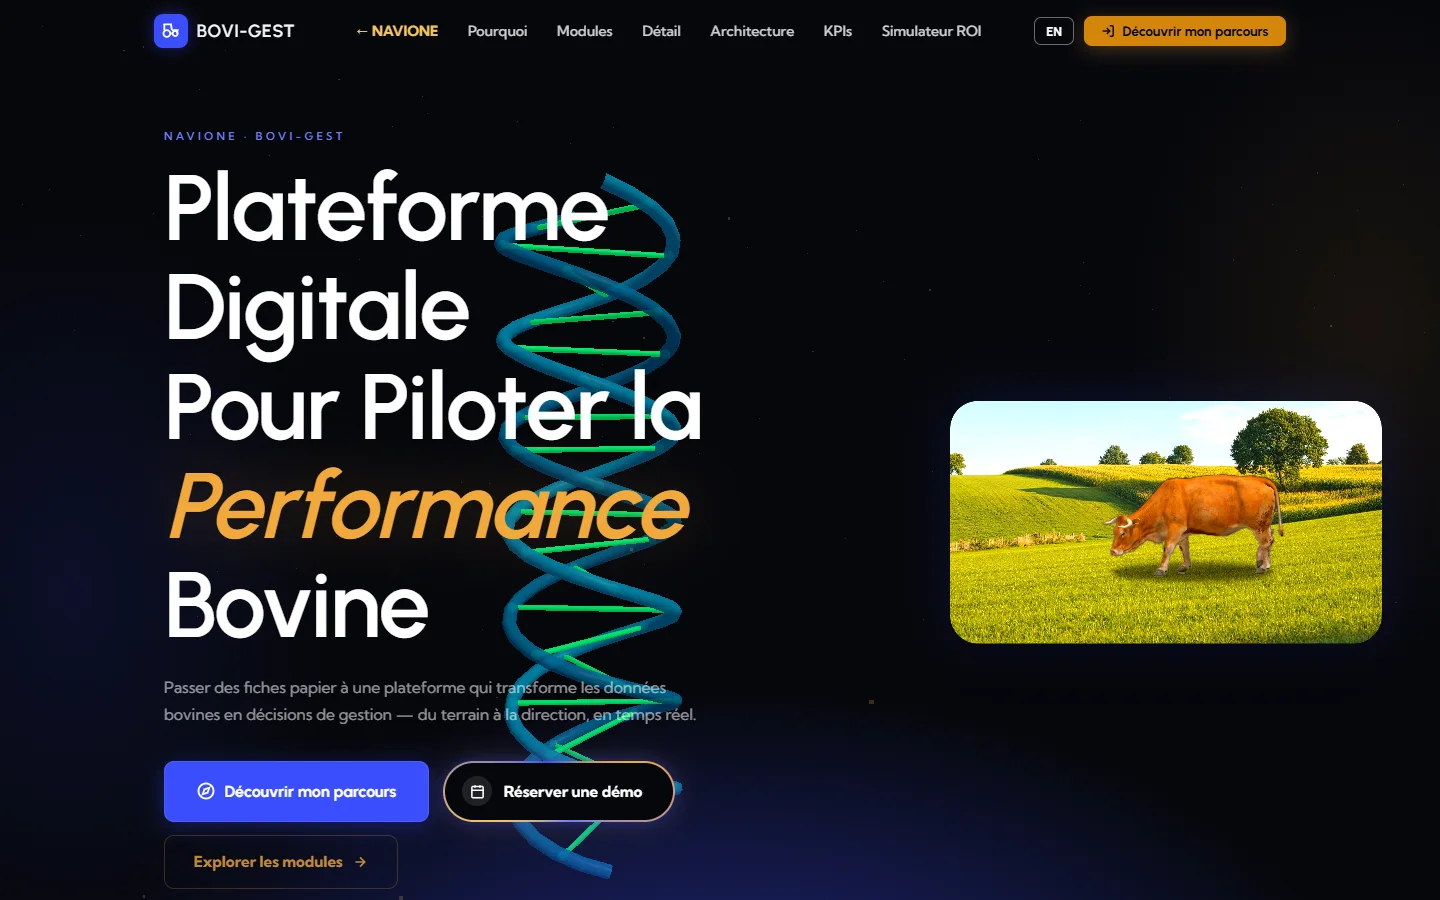 BOVI-GEST
← NAVIONE
Pourquoi
Modules
Détail
Architecture
KPIs
Simulateur ROI
EN
Découvrir mon parcours
NAVIONE · BOVI-GEST
Plateforme
Digitale
Pour Piloter la
Performance
Bovine
Passer des fiches papier à une plateforme qui transforme les données
bovines en décisions de gestion — du terrain à la direction, en temps réel.
Découvrir mon parcours
Réserver une démo
Explorer les modules →